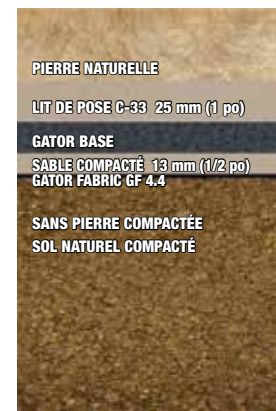 PIERRE NATURELLE
LIT DE POSE C-33 25 mm (1 po)
GATOR BASE
SABLE COMPACTÉ 13 mm (1/2 po)
GATOR FABRIC GF 4.4
SANS PIERRE COMPACTÉE
SOL NATUREL COMPACTÉ